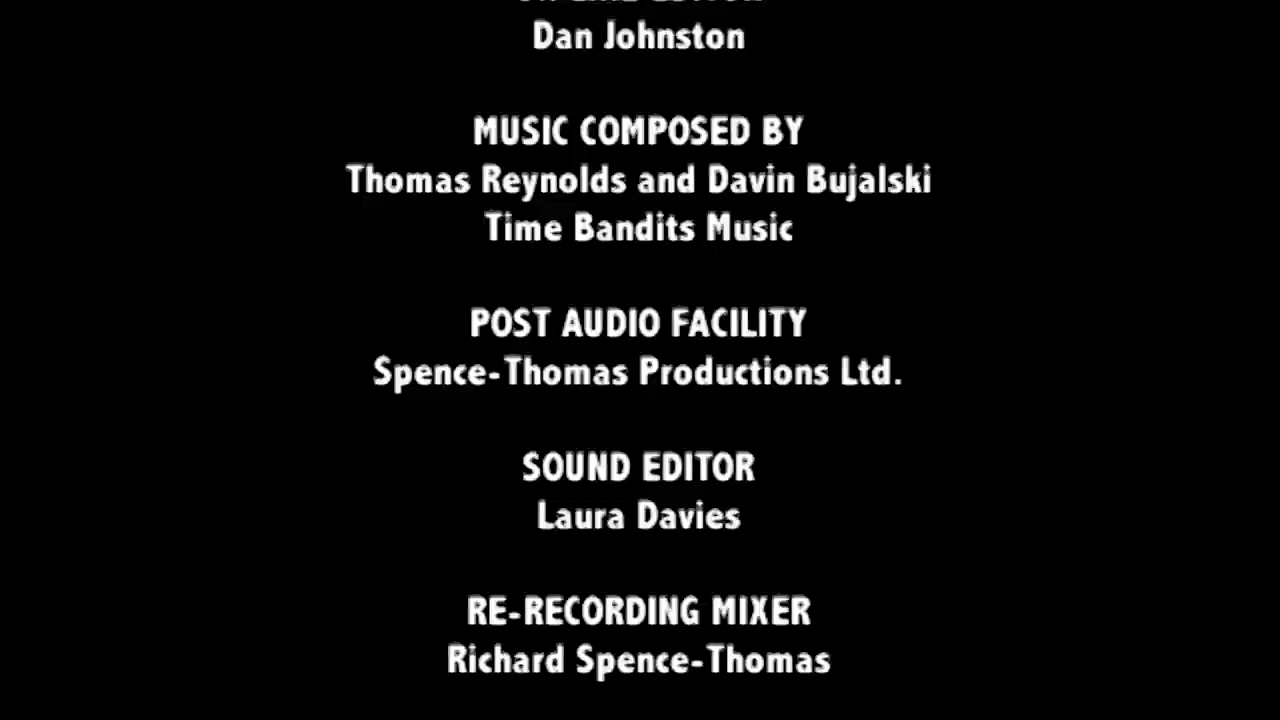 Dan Johnston
MUSIC COMPOSED BY
Thomas Reynolds and Davin Bujalski
Time Bandits Music
POST AUDIO FACILITY
Spence-Thomas Productions Ltd.
SOUND EDITOR
Laura Davies
RE-RECORDING MIXER
Richard Spence-Thomas